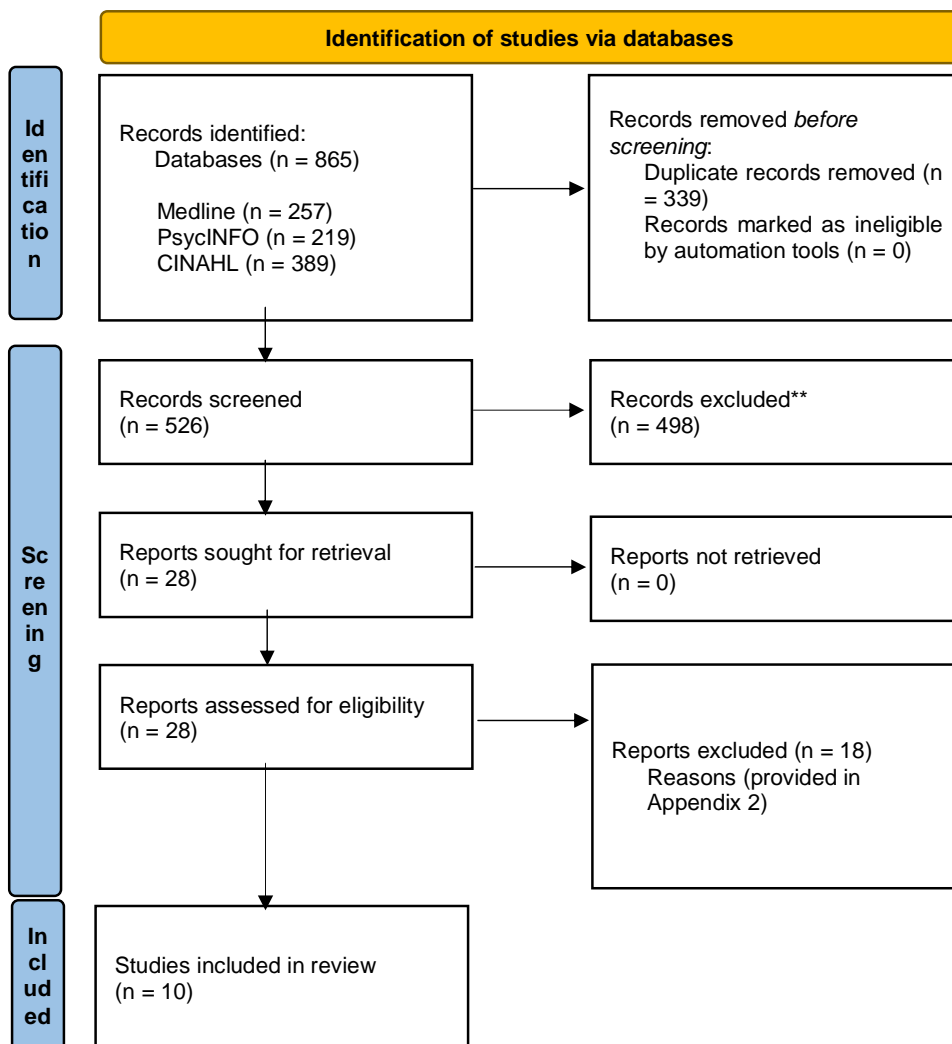 Identification of studies via databases
Id
en
tifi
ca
tio
n
Records identified:
Databases (n = 865)
Medline (n = 257)
PsycINFO (n = 219)
CINAHL (n = 389)
Records removed before
screening:
Duplicate records removed (n
= 339)
Records marked as ineligible
by automation tools (n = 0)
Sc
re
en
in
g
Records screened
(n = 526)
Records excluded**
(n = 498)
Reports sought for retrieval
(n = 28)
Reports not retrieved
(n = 0)
Reports assessed for eligibility
(n = 28)
Reports excluded (n = 18)
Reasons (provided in
Appendix 2)
In
cl
ud
ed
Studies included in review
(n = 10)